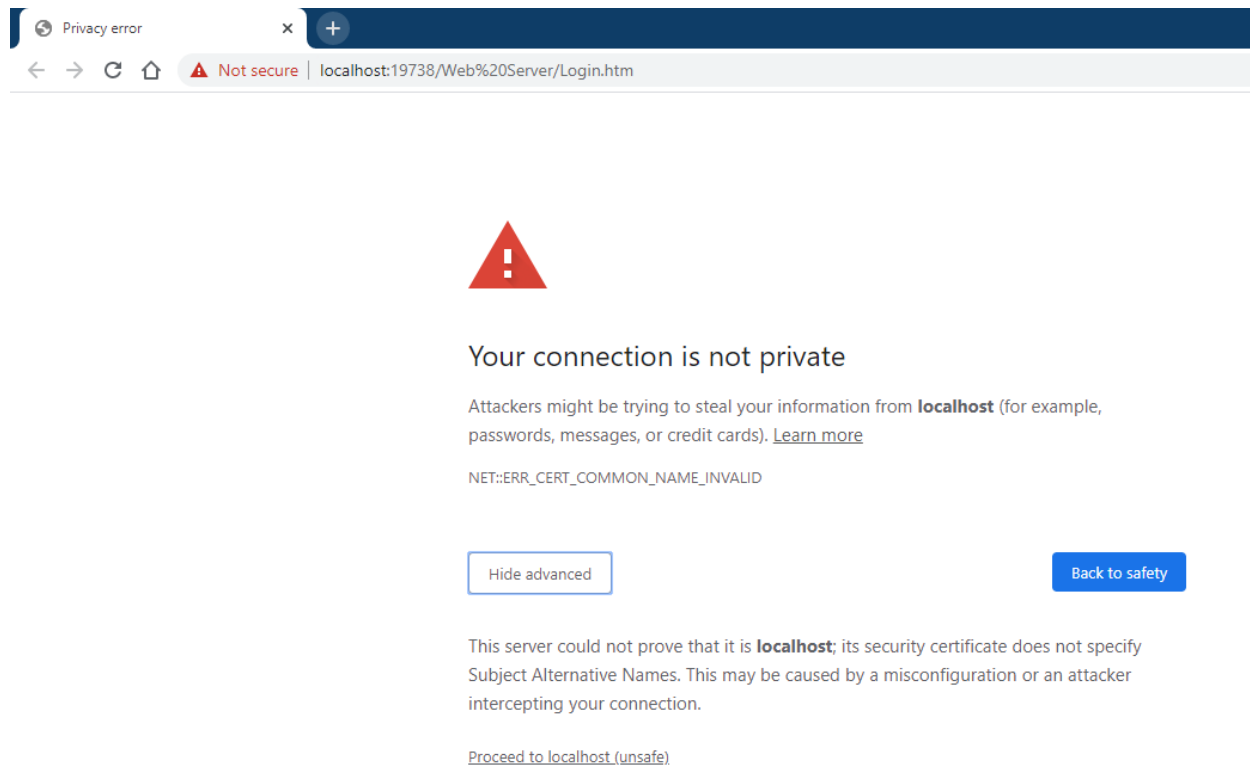 Privacy error
Not secure | localhost:19738/Web%20Server/Login.htm
Your connection is not private
Attackers might be trying to steal your information from localhost (for example,
passwords, messages, or credit cards). Learn more
NET::ERR_CERT_COMMON_NAME_INVALID
Hide advanced
Back to safety
This server could not prove that it is localhost; its security certificate does not specify
Subject Alternative Names. This may be caused by a misconfiguration or an attacker
intercepting your connection.
Proceed to localhost (unsafe)